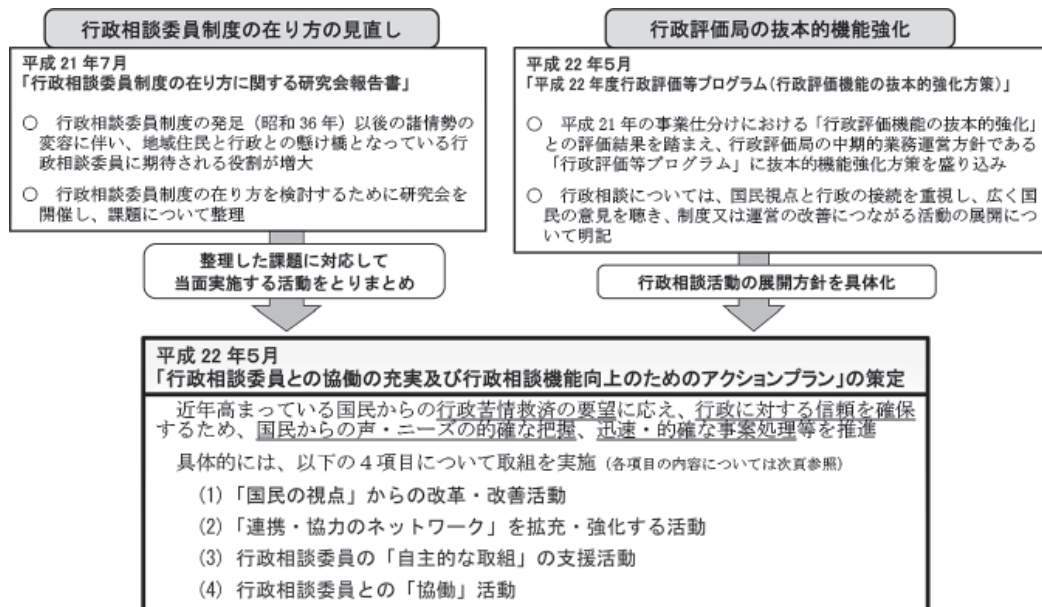 行政相談委員制度の在り方の見直し
平成 21 年7月
「行政相談委員制度の在り方に関する研究会報告書」
○　行政相談委員制度の発足（昭和 36 年）以後の諸情勢の
変容に伴い、地域住民と行政との懸け橋となっている行
政相談委員に期待される役割が増大
○　行政相談委員制度の在り方を検討するために研究会を
開催し、課題について整理
行政評価局の抜本的機能強化
平成 22 年５月
「平成 22 年度行政評価等プログラム（行政評価機能の抜本的強化方策）」
○　平成 21 年の事業仕分けにおける「行政評価機能の抜本的強化」
との評価結果を踏まえ、行政評価局の中期的業務運営方針である
「行政評価等プログラム」に抜本的機能強化方策を盛り込み
○　行政相談については、国民視点と行政の接続を重視し、広く国
民の意見を聴き、制度又は運営の改善につながる活動の展開につ
いて明記
整理した課題に対応して
当面実施する活動をとりまとめ
行政相談活動の展開方針を具体化
平成 22 年５月
「行政相談委員との協働の充実及び行政相談機能向上のためのアクションプラン」の策定
近年高まっている国民からの行政苦情救済の要望に応え、行政に対する信頼を確保
するため、国民からの声・ニーズの的確な把握、迅速・的確な事案処理等を推進
具体的には、以下の４項目について取組を実施（各項目の内容については次頁参照）
(1) 「国民の視点」からの改革・改善活動
(2) 「連携・協力のネットワーク」を拡充・強化する活動
(3) 行政相談委員の「自主的な取組」の支援活動
(4) 行政相談委員との「協働」活動